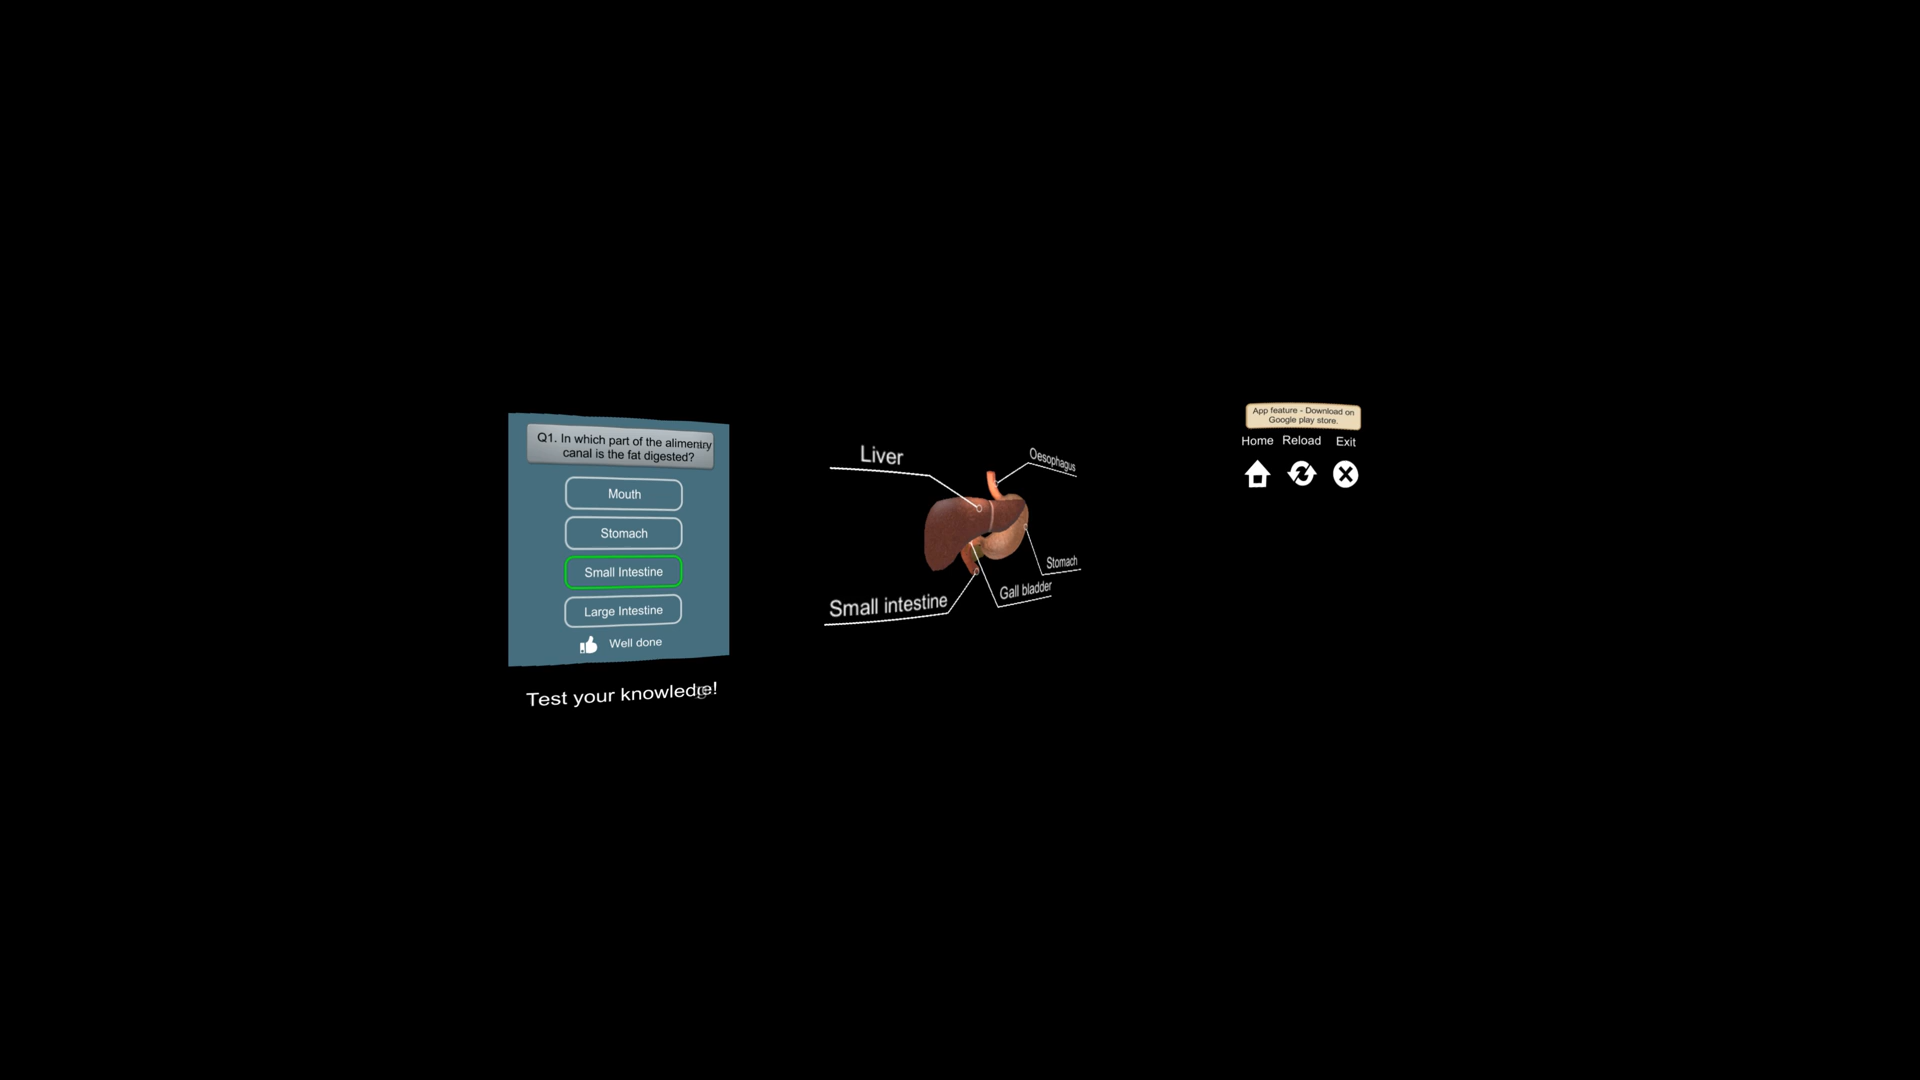 Q1. In which part of the alimentry
canal is the fat digested?
Mouth
Stomach
Small Intestine
Large Intestine
Well done
Test your knowledge!
Liver
Oesophagus
Stomach
Gall bladder
Small intestine
App feature - Download on
Google play store.
Home Reload Exit